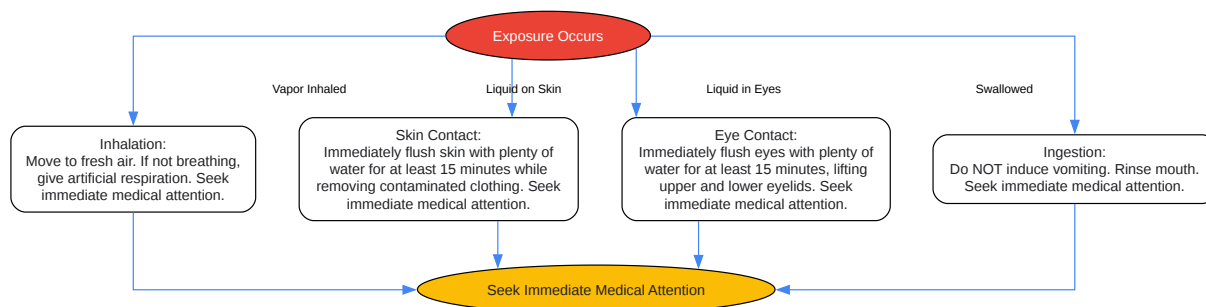 Exposure Occurs
Vapor Inhaled
Liquid on Skin
Liquid in Eyes
Swallowed
Inhalation:
Move to fresh air. If not breathing,
give artificial respiration. Seek
immediate medical attention.
Skin Contact:
Immediately flush skin with plenty of
water for at least 15 minutes while
removing contaminated clothing. Seek
immediate medical attention.
Eye Contact:
Immediately flush eyes with plenty of
water for at least 15 minutes, lifting
upper and lower eyelids. Seek
immediate medical attention.
Ingestion:
Do NOT induce vomiting. Rinse mouth.
Seek immediate medical attention.
Seek Immediate Medical Attention